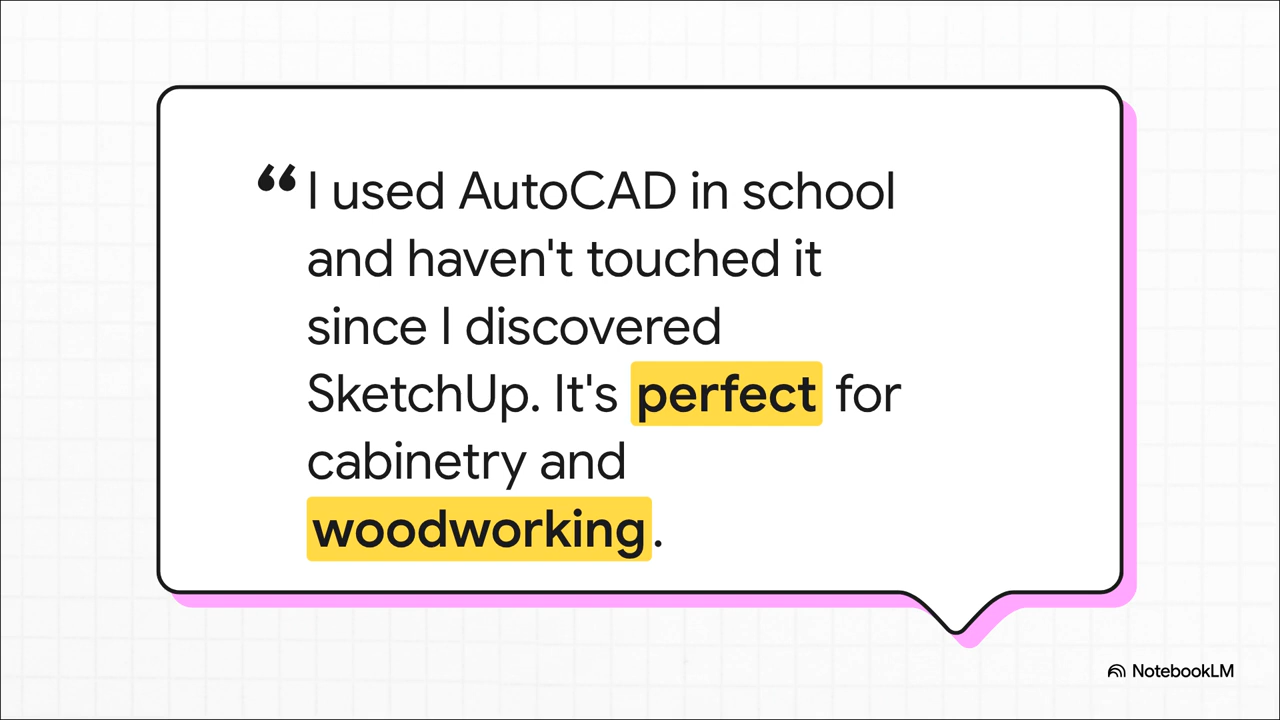 “I used AutoCAD in school
and haven't touched it
since I discovered
SketchUp. It's perfect for
cabinetry and
woodworking.
NotebookLM